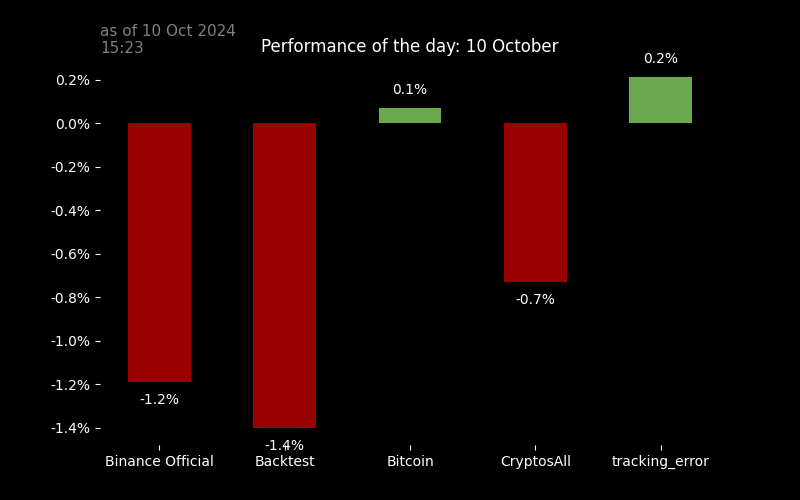 as of 10 Oct 2024
15:23
Performance of the day: 10 October
0.2%
0.0%
-0.2%
-0.4%
-0.6%
-0.8%
-1.0%
-1.2%
-1.4%
-1.2%
-1.4%
0.1%
-0.7%
0.2%
Binance Official
Backtest
Bitcoin
CryptosAll
tracking_error